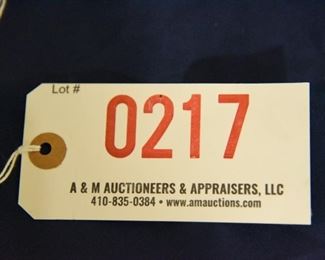 Lot #
0217
A & M AUCTIONEERS & APPRAISERS, LLC
410-835-0384 • www.amauctions.com